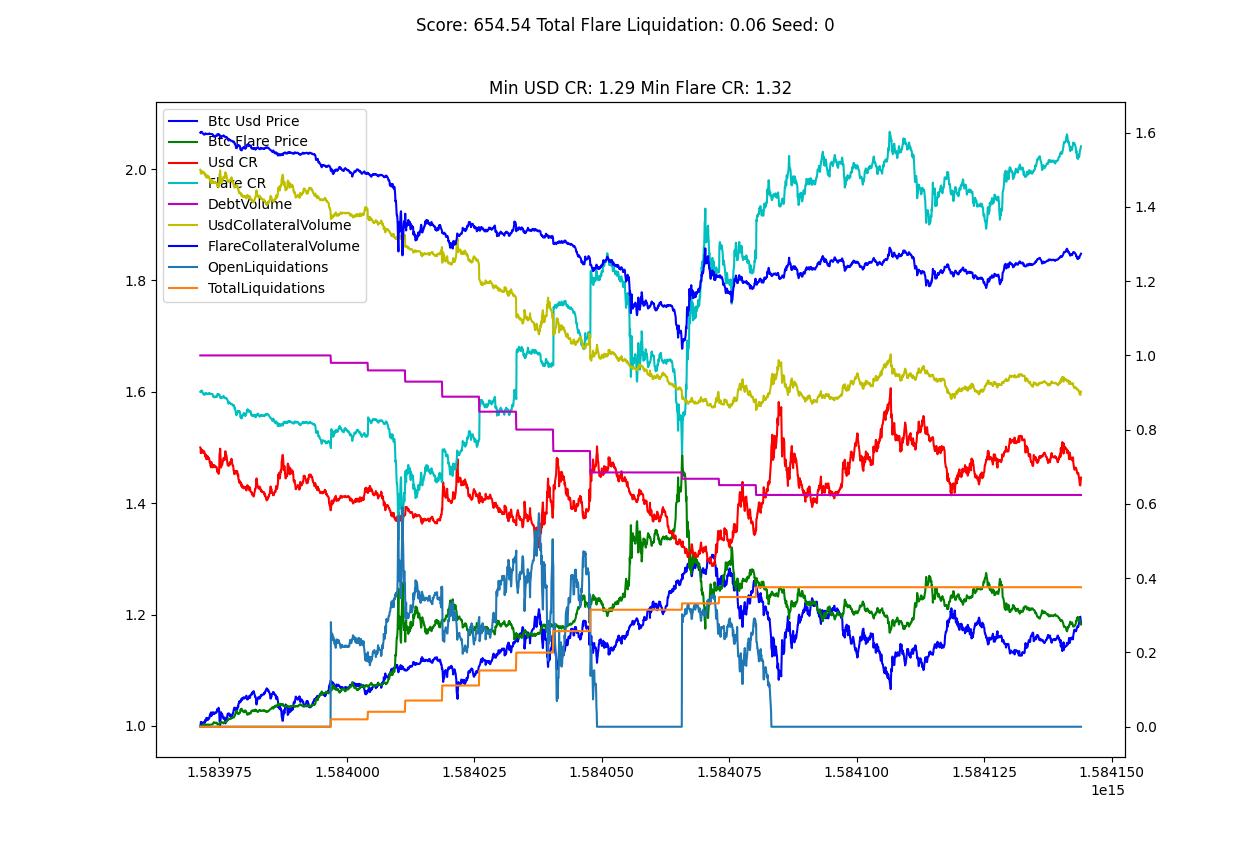 Score: 654.54 Total Flare Liquidation: 0.06 Seed: 0
Min USD CR: 1.29 Min Flare CR: 1.32
Btc Usd Price
Btc Flare Price
Usd CR
Flare CR
DebtVolume
UsdCollateralVolume
FlareCollateralVolume
OpenLiquidations
TotalLiquidations
2.0
1.8
1.6
1.4
1.2
1.0
1.6
1.4
1.2
1.0
0.8
0.6
0.4
0.2
0.0
1.583975 1.584000 1.584025 1.584050 1.584075 1.584100 1.584125 1.584150
1e15